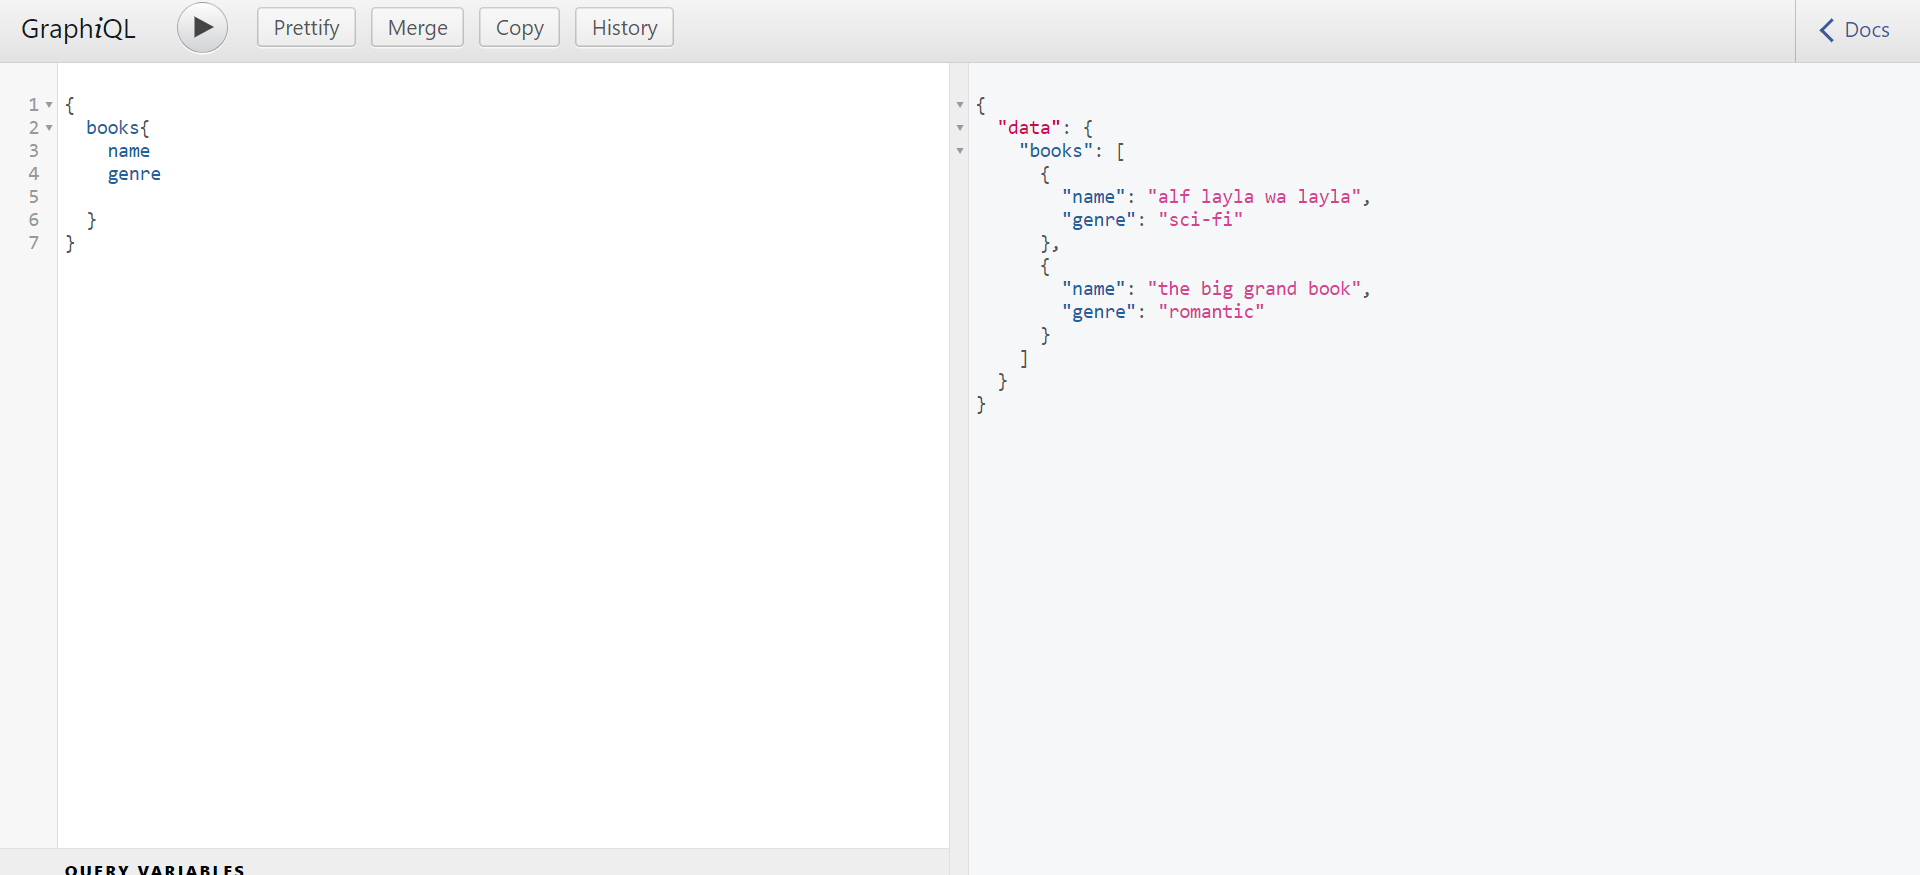 GraphiQL Prettify Merge Copy History Docs
1 {
2 books{
3 name
4 genre
5
6 }
7 }
{
"data": {
"books": [
{
"name": "alf layla wa layla",
"genre": "sci-fi"
},
{
"name": "the big grand book",
"genre": "romantic"
}
]
}
}
QUERY VARIABLES